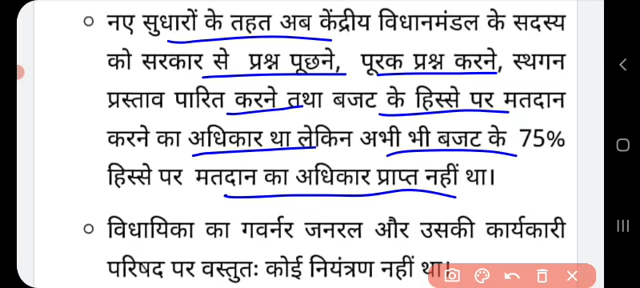 नए सुधारों के तहत अब केंद्रीय विधानमंडल के सदस्य
को सरकार से प्रश्न पूछने, पूरक प्रश्न करने, स्थगन
प्रस्ताव पारित करने तथा बजट के हिस्से पर मतदान
करने का अधिकार था लेकिन अभी भी बजट के 75%
हिस्से पर मतदान का अधिकार प्राप्त नहीं था।
विधायिका का गवर्नर जनरल और उसकी कार्यकारी
परिषद पर वस्तुतः कोई नियंत्रण नहीं था।